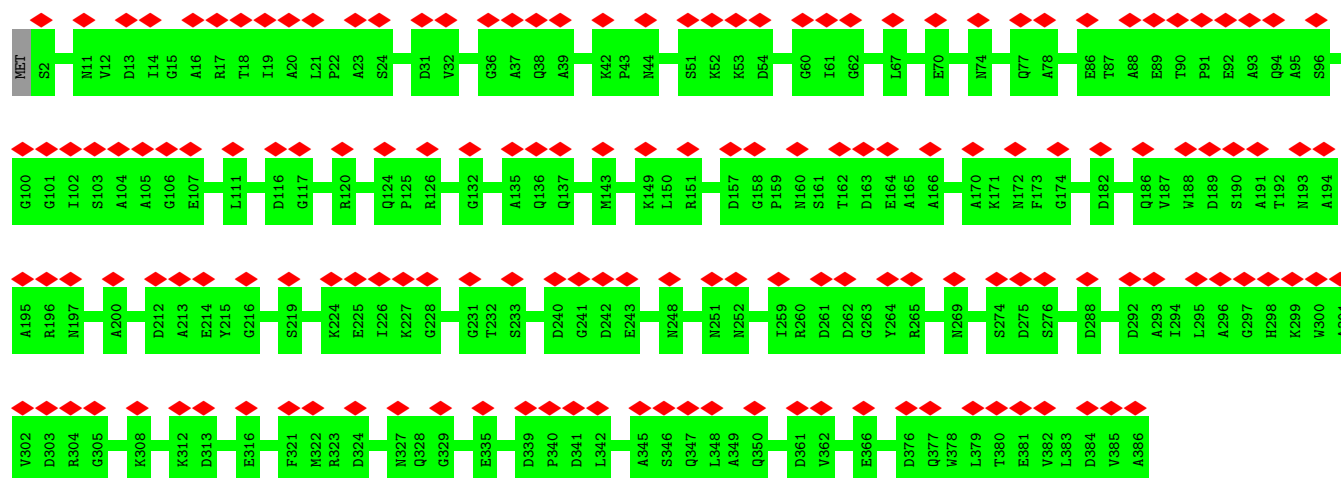 MET S2 N11 V12 D13 I14 G15 A16 R17 T18 I19 A20 L21 P22 A23 S24 D31 V32 G36 A37 Q38 A39 K42 P43 N44 S51 K52 K53 D54 G60 I61 G62 L67 E70 N74 Q77 A78 E86 T87 A88 E89 T90 P91 E92 A93 Q94 A95 S96
G100 G101 I102 S103 A104 A105 G106 E107 L111 D116 G117 R120 Q124 P125 R126 G132 A135 Q136 Q137 M143 K149 L150 R151 D157 G158 P159 N160 S161 T162 D163 E164 A165 A166 A170 K171 N172 F173 G174 D182 Q186 V187 W188 D189 S190 A191 T192 N193 A194
A195 R196 N197 A200 D212 A213 E214 Y215 G216 S219 K224 E225 I226 K227 G228 G231 T232 S233 D240 G241 D242 E243 N248 N251 N252 I259 R260 D261 D262 G263 Y264 R265 N269 S274 D275 S276 D288 D292 A293 I294 L295 A296 G297 H298 K299 W300
V302 D303 R304 G305 K308 K312 D313 E316 F321 M322 R323 D324 N327 Q328 G329 E335 D339 P340 D341 L342 A345 S346 Q347 L348 A349 Q350 D361 V362 E366 D376 Q377 W378 L379 T380 E381 V382 L383 D384 V385 A386